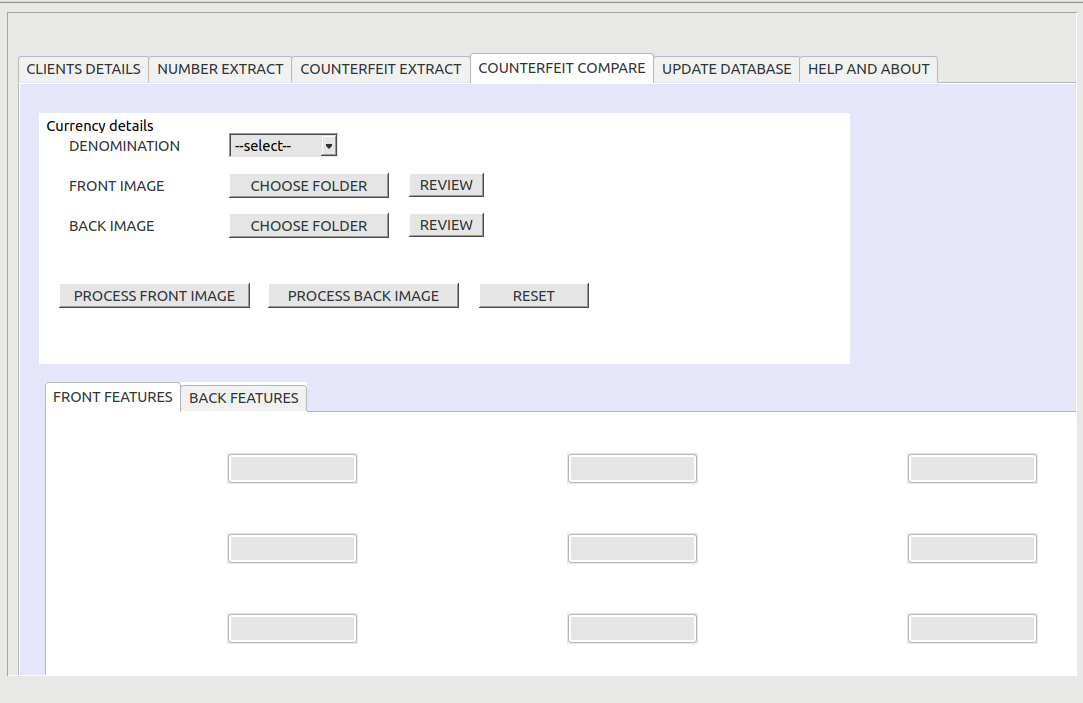 CLIENTS DETAILS NUMBER EXTRACT COUNTERFEIT EXTRACT COUNTERFEIT COMPARE UPDATE DATABASE HELP AND ABOUT
Currency details
DENOMINATION --select--
FRONT IMAGE CHOOSE FOLDER REVIEW
BACK IMAGE CHOOSE FOLDER REVIEW
PROCESS FRONT IMAGE PROCESS BACK IMAGE RESET
FRONT FEATURES BACK FEATURES